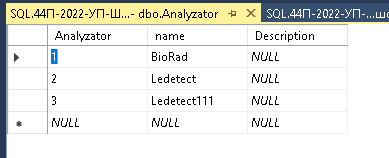 SQL.44П-2022-УП-Ш...- dbo.Analyzator
SQL.44П-2022-УП-...
Analyzator name Description
1 BioRad NULL
2 Ledetect NULL
3 Ledetect111 NULL
NULL NULL NULL